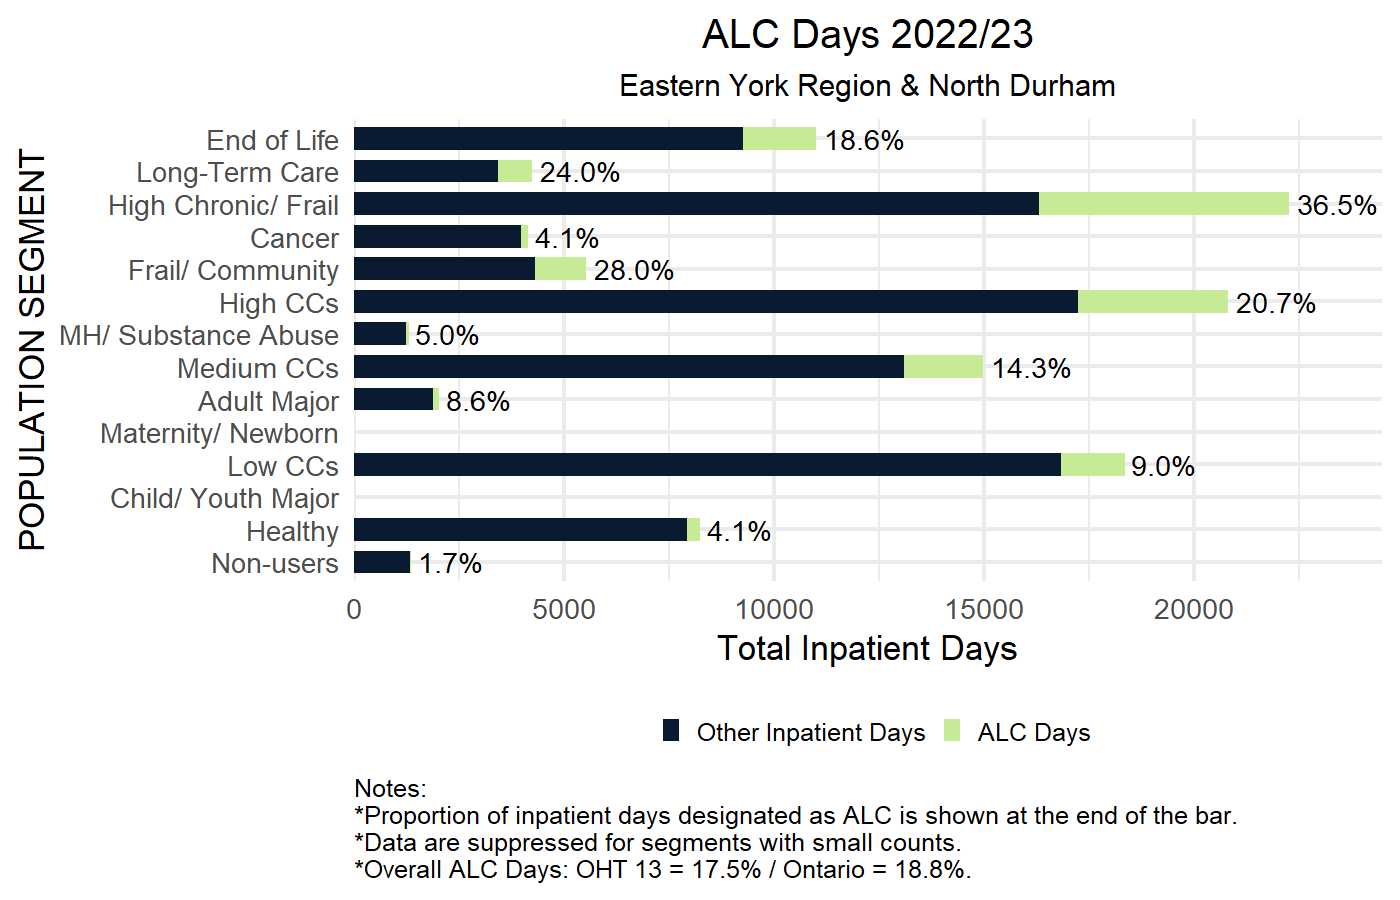 ALC Days 2022/23
Eastern York Region & North Durham
POPULATION SEGMENT
End of Life 18.6%
Long-Term Care 24.0%
High Chronic/ Frail 36.5%
Cancer 4.1%
Frail/ Community 28.0%
High CCs 20.7%
MH/ Substance Abuse 5.0%
Medium CCs 14.3%
Adult Major 8.6%
Maternity/ Newborn
Low CCs 9.0%
Child/ Youth Major
Healthy 4.1%
Non-users 1.7%
0 5000 10000 15000 20000
Total Inpatient Days
Other Inpatient Days ALC Days
Notes:
*Proportion of inpatient days designated as ALC is shown at the end of the bar.
*Data are suppressed for segments with small counts.
*Overall ALC Days: OHT 13 = 17.5% / Ontario = 18.8%.